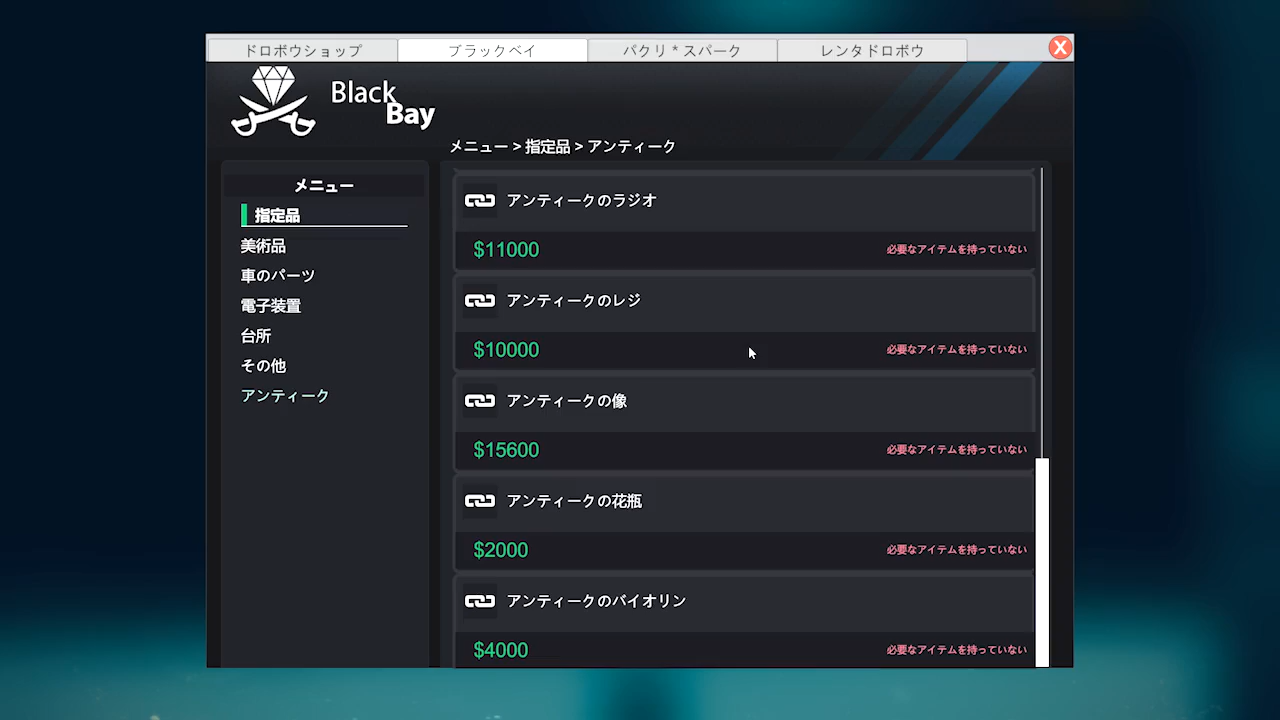 ドロボウショップ
ブラックベイ
パクリ * スパーク
レンタドロボウ
X
Black
Bay
メニュー > 指定品 > アンティーク
メニュー
指定品
美術品
車のパーツ
電子装置
台所
その他
アンティーク
アンティークのラジオ
$11000
必要なアイテムを持っていない
アンティークのレジ
$10000
必要なアイテムを持っていない
アンティークの像
$15600
必要なアイテムを持っていない
アンティークの花瓶
$2000
必要なアイテムを持っていない
アンティークのバイオリン
$4000
必要なアイテムを持っていない